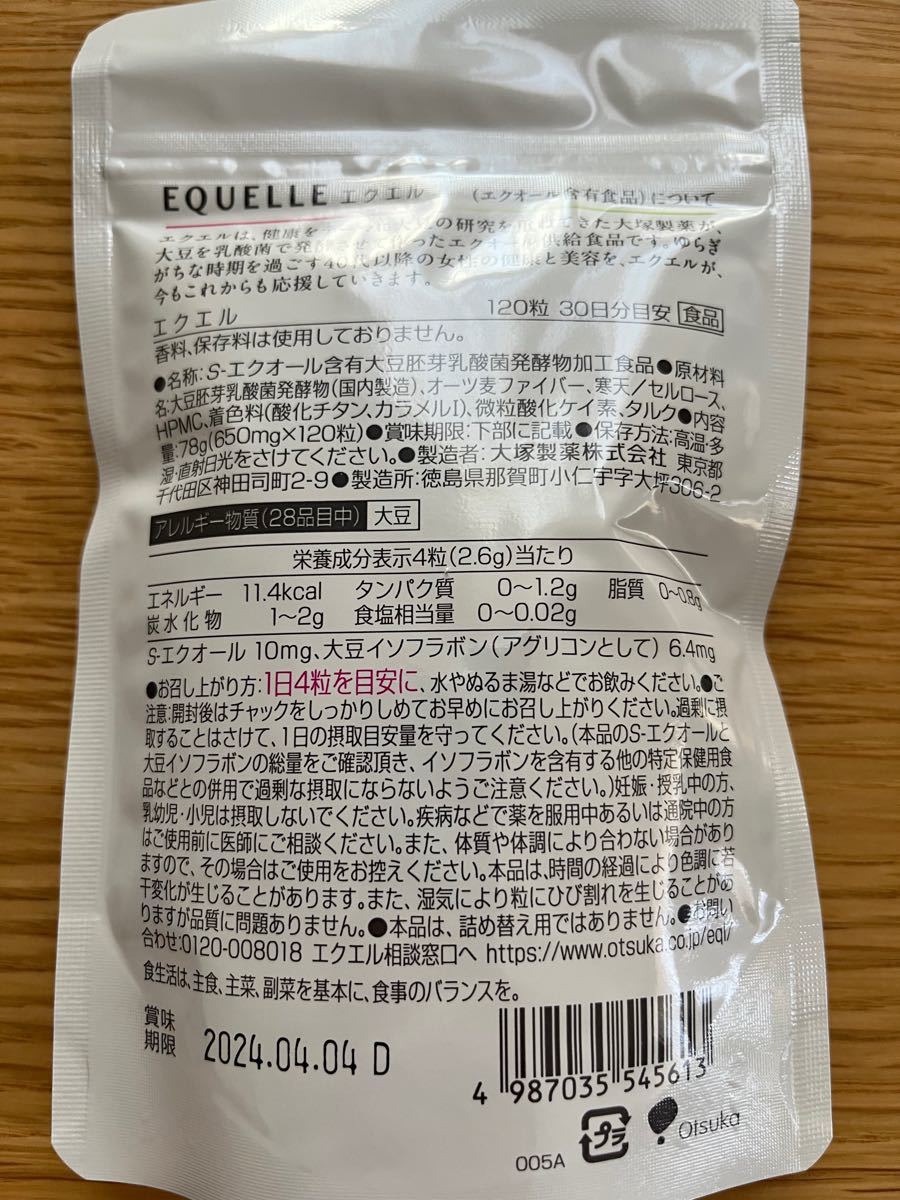 EQUELLE エクエル (エクオール含有食品)について
エクエルは、健康を の研究を てきた大塚製薬が、
大豆を乳酸菌で発 ったエクオール供給食品です。ゆらぎ
がちな時期を過ごす40代以降の女性の健康と美容を、エクエルが、
今もこれからも応援していきます。
エクエル 120粒 30日分目安 食品
香料、保存料は使用しておりません。
●名称:S-エクオール含有大豆胚芽乳酸菌発酵物加工食品●原材料
名:大豆胚芽乳酸菌発酵物(国内製造)、オーツ麦ファイバー、寒天/セルロース、
HPMC、着色料(酸化チタン、カラメルI)、微粒酸化ケイ素、タルク●内容
量:78g(650mg×120粒)●賞味期限:下部に記載●保存方法:高温・多
湿・直射日光をさけてください。●製造者:大塚製薬株式会社 東京都
千代田区神田司町2-9●製造所:徳島県那賀町小仁宇字大坪306-2
アレルギー物質(28品目中) 大豆
栄養成分表示4粒(2.6g)当たり
エネルギー 11.4kcal タンパク質 0〜1.2g 脂質 0〜0.8g
炭水化物 1〜2g 食塩相当量 0〜0.02g
S-エクオール 10mg、大豆イソフラボン(アグリコンとして) 6.4mg
●お召し上がり方:1日4粒を目安に、水やぬるま湯などでお飲みください。●ご
注意:開封後はチャックをしっかりしめてお早めにお召し上がりください。過剰に摂
取することはさけて、1日の摂取目安量を守ってください。(本品のS-エクオールと
大豆イソフラボンの総量をご確認頂き、イソフラボンを含有する他の特定保健用食
品などとの併用で過剰な摂取にならないようご注意ください。)妊娠・授乳中の方、
乳幼児・小児は摂取しないでください。疾病などで薬を服用中あるいは通院中の方
はご使用前に医師にご相談ください。また、体質や体調により合わない場合があり
ますので、その場合はご使用をお控えください。本品は、時間の経過により色調に若
干変化が生じることがあります。また、湿気により粒にひび割れを生じることがあ
りますが品質に問題ありません。●本品は、詰め替え用ではありません。●お問い
合わせ:0120-008018 エクエル相談窓口へ https://www.otsuka.co.jp/eql/
食生活は、主食、主菜、副菜を基本に、食事のバランスを。
賞味
期限 2024.04.04 D
4 987035 545613
プラ Otsuka
005A